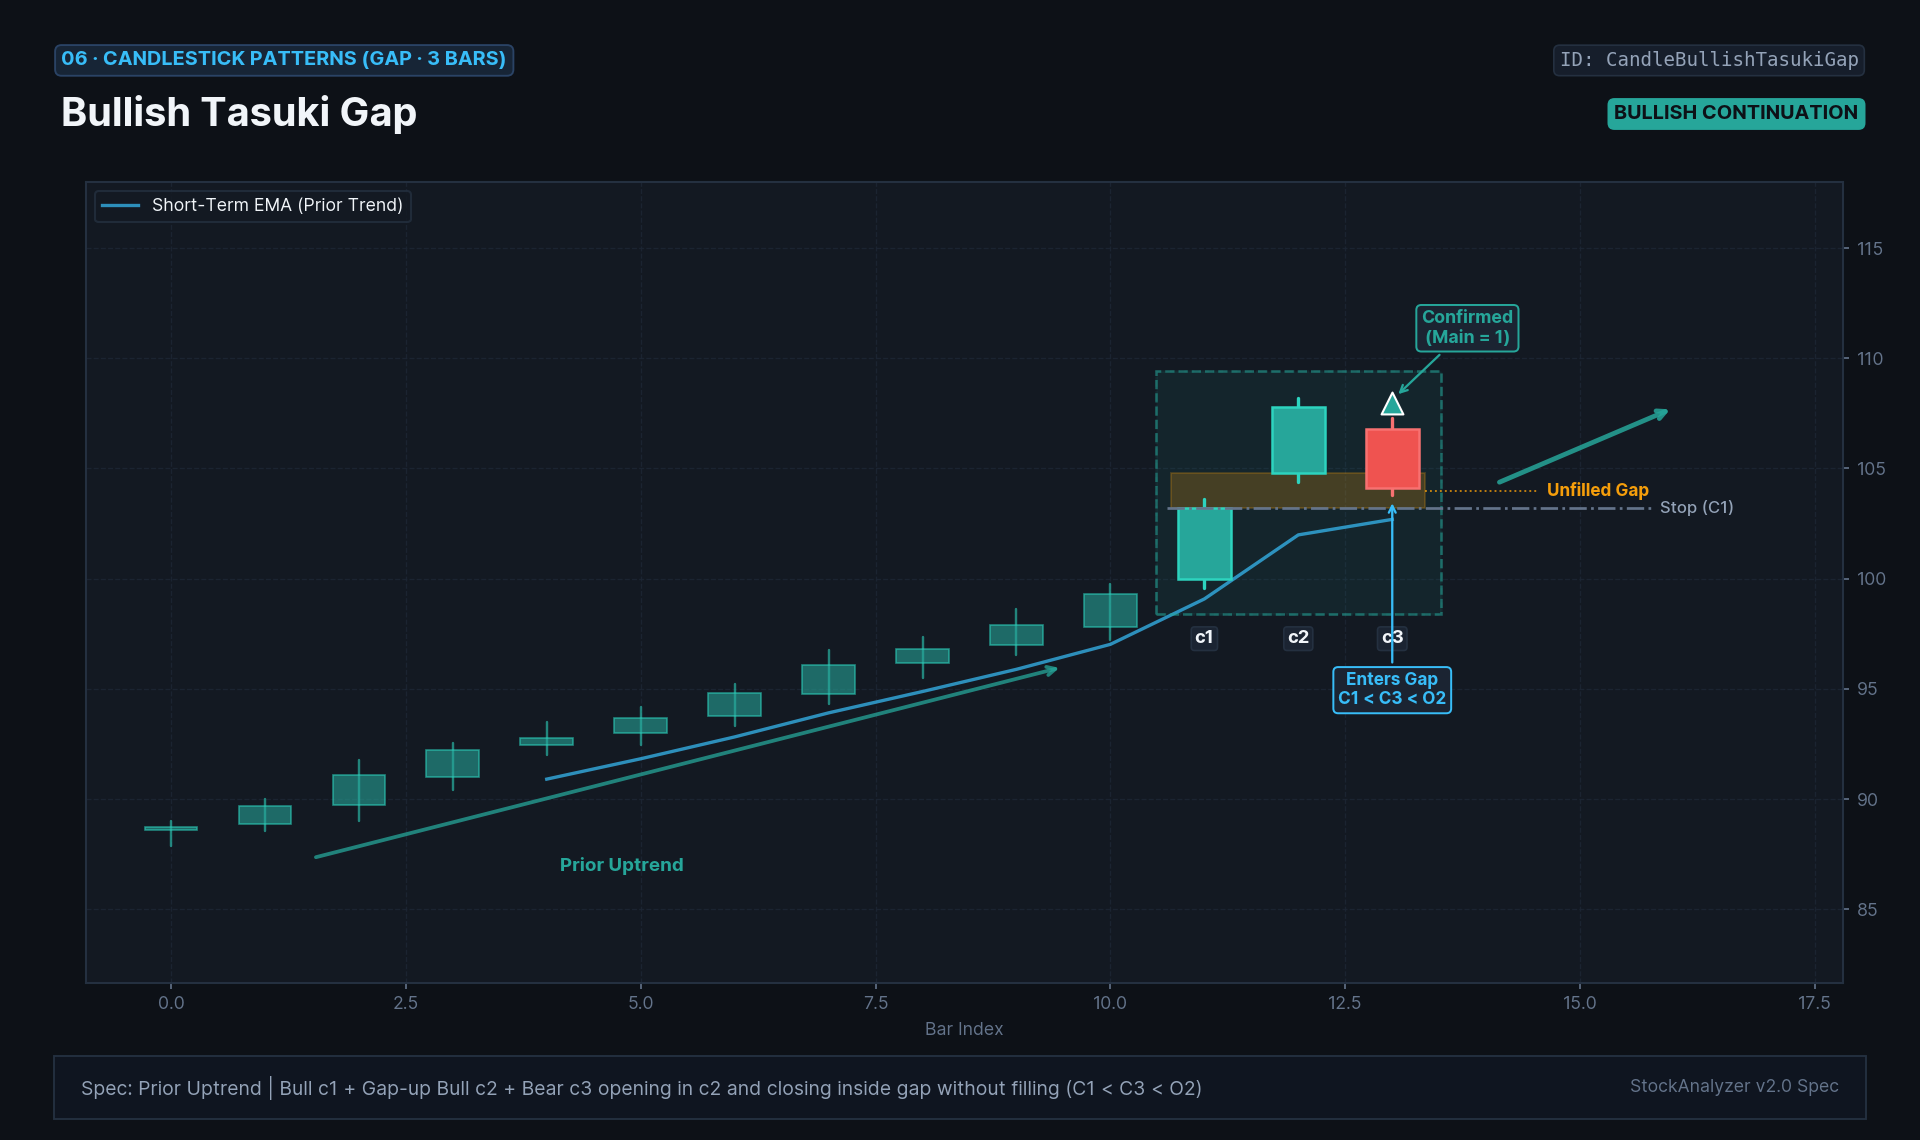 06 · CANDLESTICK PATTERNS (GAP · 3 BARS)
ID: CandleBullishTasukiGap
Bullish Tasuki Gap
BULLISH CONTINUATION
Short-Term EMA (Prior Trend)
115
Confirmed
(Main = 1)
110
105
Unfilled Gap
Stop (C1)
100
c1
c2
c3
Enters Gap
C1 < C3 < O2
95
90
Prior Uptrend
85
0.0
2.5
5.0
7.5
10.0
12.5
15.0
17.5
Bar Index
Spec: Prior Uptrend | Bull c1 + Gap-up Bull c2 + Bear c3 opening in c2 and closing inside gap without filling (C1 < C3 < O2)
StockAnalyzer v2.0 Spec